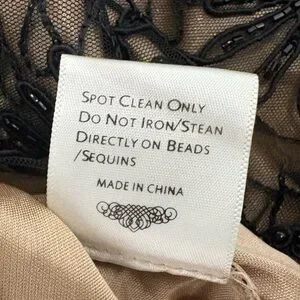 SPOT CLEAN ONLY
DO NOT IRON/STEAN
DIRECTLY ON BEADS
/SEQUINS
MADE IN CHINA